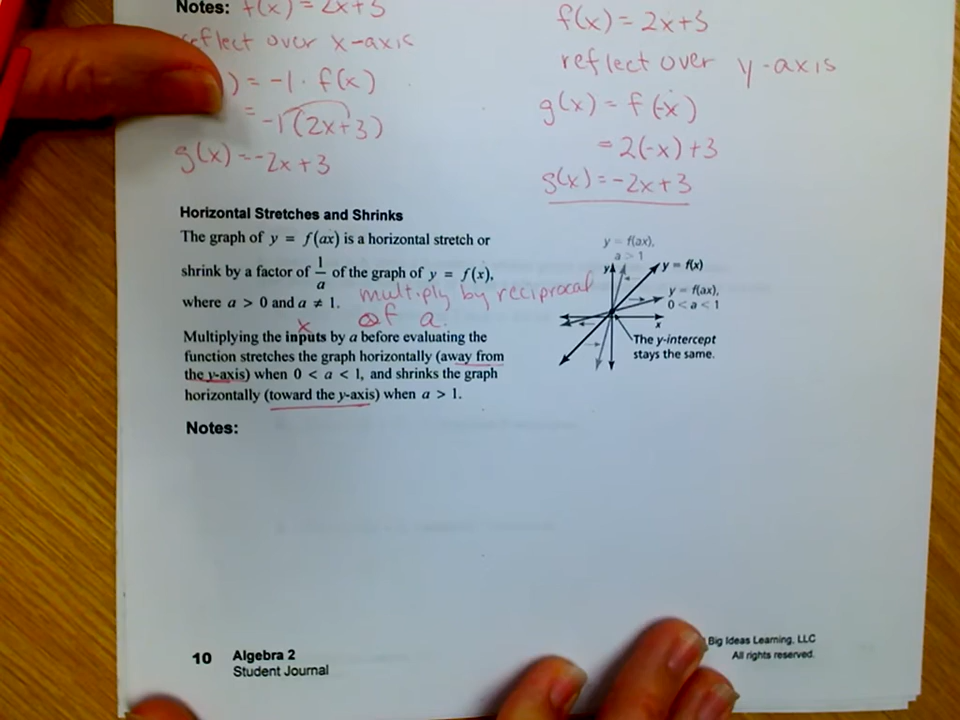 Notes: f(x) = 2x+3
reflect over x-axis
) = -1 · f(x)
= -1(2x+3)
g(x) = -2x+3
f(x) = 2x+3
reflect over y-axis
g(x) = f(-x)
= 2(-x)+3
g(x) = -2x+3
Horizontal Stretches and Shrinks
The graph of y = f(ax) is a horizontal stretch or
shrink by a factor of 1/a of the graph of y = f(x),
where a > 0 and a ≠ 1. multiply by reciprocal
of a.
x
Multiplying the inputs by a before evaluating the
function stretches the graph horizontally (away from
the y-axis) when 0 < a < 1, and shrinks the graph
horizontally (toward the y-axis) when a > 1.
y = f(ax),
a > 1
y
y = f(x)
y = f(ax),
0 < a < 1
x
The y-intercept
stays the same.
Notes:
10 Algebra 2
Student Journal
Big Ideas Learning, LLC
All rights reserved.